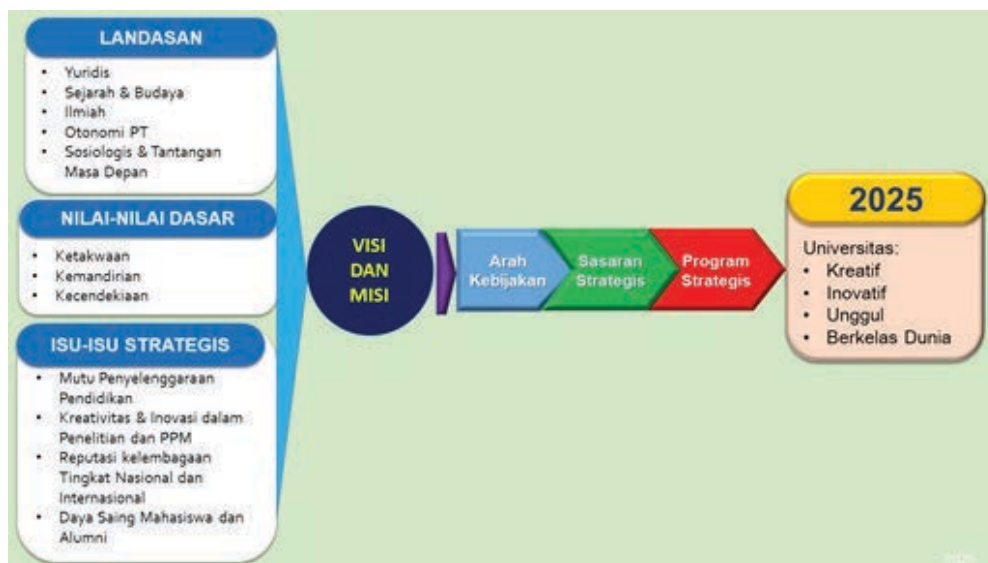 LANDASAN
• Yuridis
• Sejarah & Budaya
• Ilmiah
• Otonomi PT
• Sosiologis & Tantangan
Masa Depan
NILAI-NILAI DASAR
• Ketakwaan
• Kemandirian
• Kecendekiaan
ISU-ISU STRATEGIS
• Mutu Penyelenggaraan
Pendidikan
• Kreativitas & Inovasi dalam
Penelitian dan PPM
• Reputasi kelembagaan
Tingkat Nasional dan
Internasional
• Daya Saing Mahasiswa dan
Alumni
VISI
DAN
MISI
Arah
Kebijakan
Sasaran
Strategis
Program
Strategis
2025
Universitas:
• Kreatif
• Inovatif
• Unggul
• Berkelas Dunia